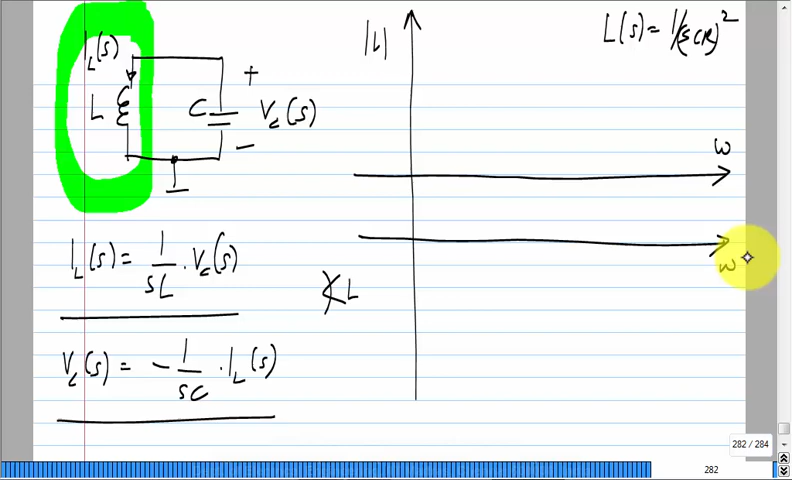 I_L(s)
L
C
+
V_c(s)
−
I_L(s) = 1/sL · V_c(s)
V_c(s) = − 1/sC · I_L(s)
|L|
L(s) = 1/(sCR)^2
ω
ω
∠L
282 / 284
282